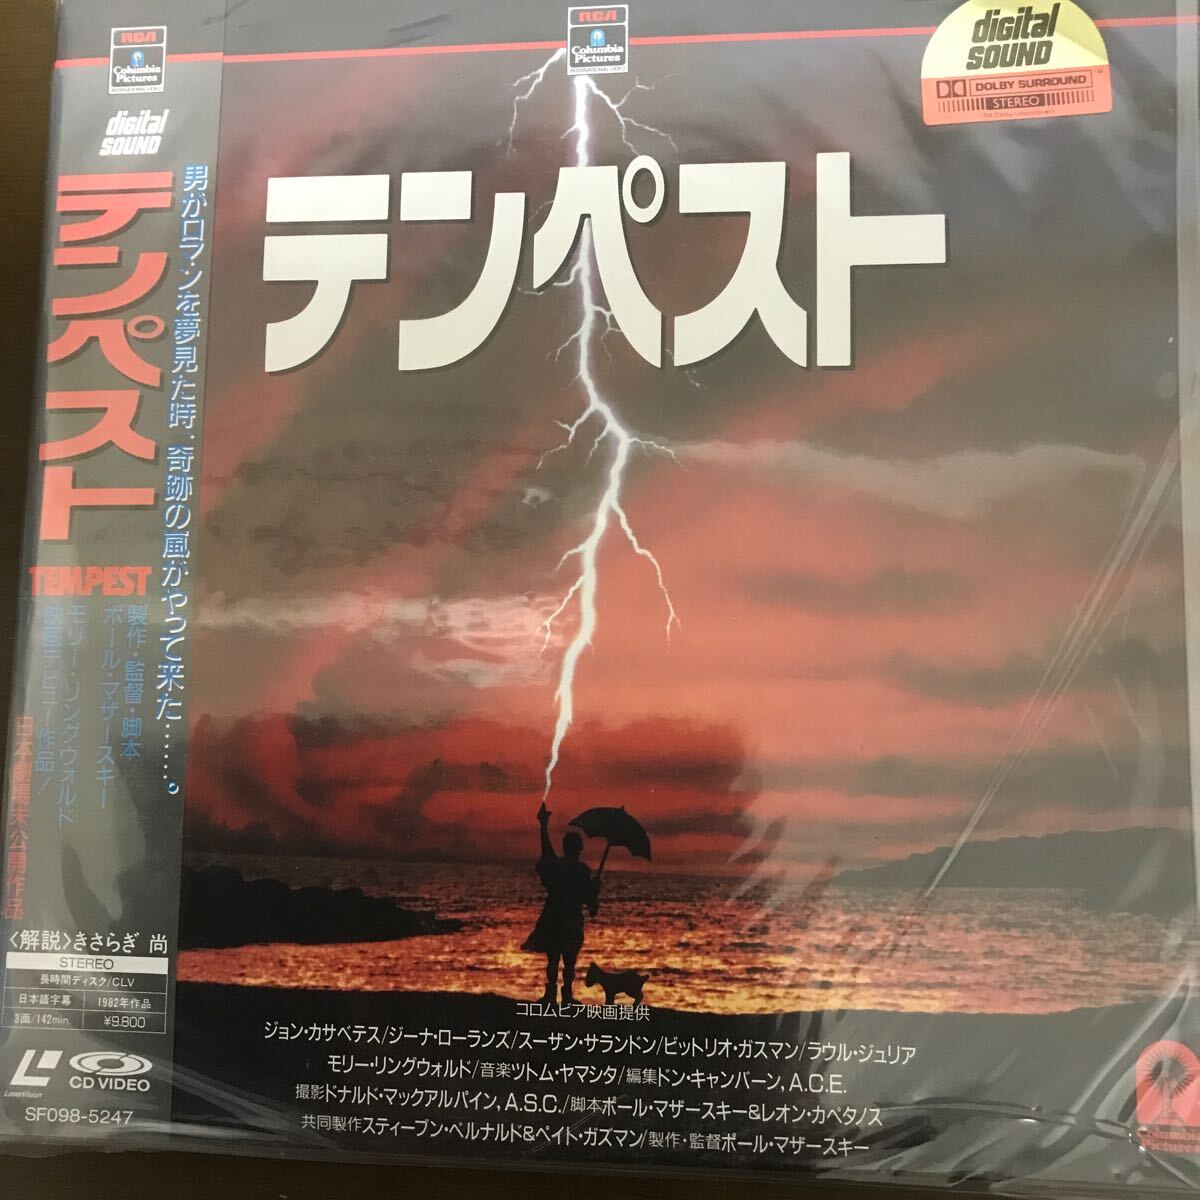 RCA
Columbia
Pictures
INTERNATIONAL VIDEO
digital
SOUND
テンペスト
TEMPEST
男がロマンを夢見た時、奇跡の嵐がやって来た……。
製作・監督・脚本
ポール・マザースキー
モリー・リングウォルド
映画デビュー作品!
日本劇場未公開作品
〈解説〉きさらぎ 尚
STEREO
長時間ディスク/CLV
日本語字幕 1982年作品
3面/142min. ¥9,800
LaserVision
CD VIDEO
SF098-5247
RCA
Columbia
Pictures
INTERNATIONAL VIDEO
digital
SOUND
DOLBY SURROUND
STEREO
テンペスト
コロムビア映画提供
ジョン・カサベテス/ジーナ・ローランズ/スーザン・サランドン/ビットリオ・ガスマン/ラウル・ジュリア
モリー・リングウォルド/音楽ツトム・ヤマシタ/編集ドン・キャンバーン,A.C.E.
撮影ドナルド・マックアルパイン,A.S.C./脚本ポール・マザースキー&レオン・カペタノス
共同製作スティーブン・ベルナルド&ペイト・ガズマン/製作・監督ポール・マザースキー
Columbia
Pictures